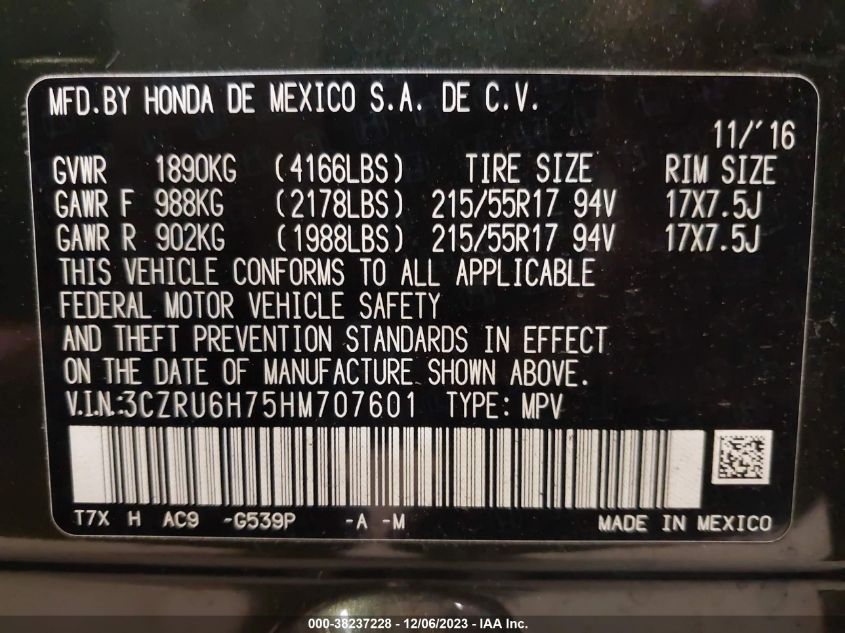 MFD.BY HONDA DE MEXICO S.A. DE C.V.
11/'16
GVWR 1890KG (4166LBS) TIRE SIZE RIM SIZE
GAWR F 988KG (2178LBS) 215/55R17 94V 17X7.5J
GAWR R 902KG (1988LBS) 215/55R17 94V 17X7.5J
THIS VEHICLE CONFORMS TO ALL APPLICABLE
FEDERAL MOTOR VEHICLE SAFETY
AND THEFT PREVENTION STANDARDS IN EFFECT
ON THE DATE OF MANUFACTURE SHOWN ABOVE.
V.I.N.:3CZRU6H75HM707601 TYPE: MPV
T7X H AC9 -G539P -A -M MADE IN MEXICO
000-38237228 - 12/06/2023 - IAA Inc.